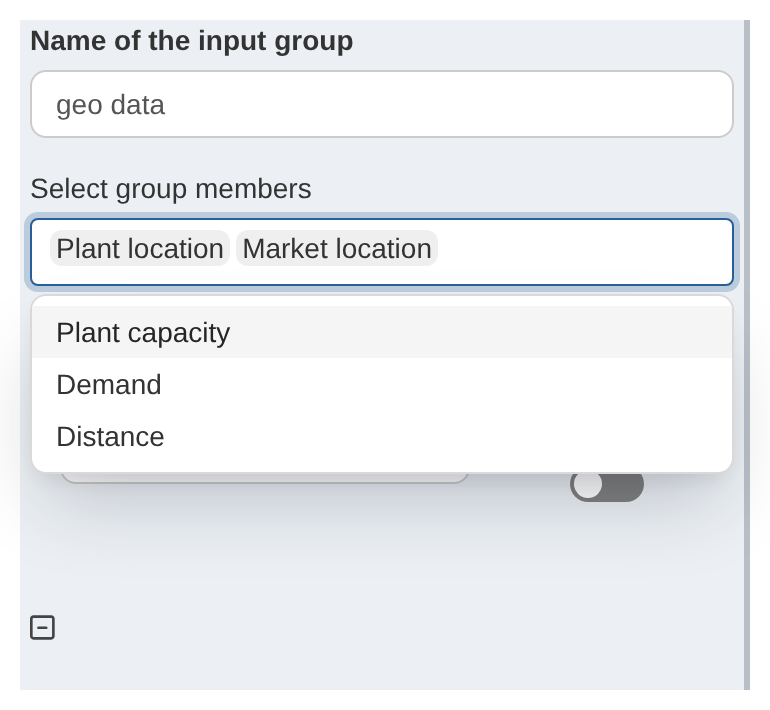 Name of the input group
geo data
Select group members
Plant location Market location
Plant capacity
Demand
Distance